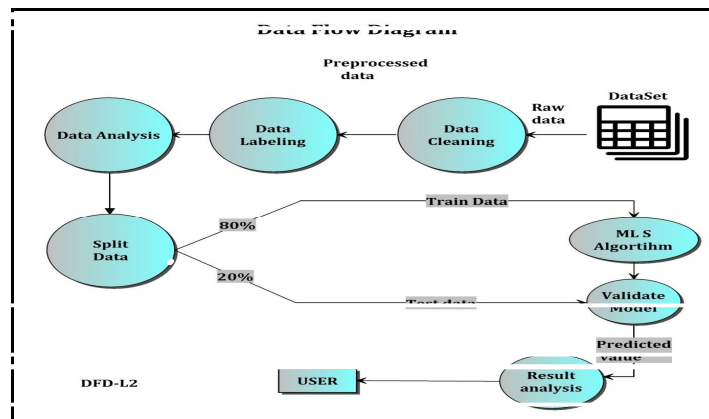 Data Flow Diagram
Preprocessed
data
DataSet
Raw
data
Data Analysis
Data
Labeling
Data
Cleaning
Split
Data
80%
Train Data
ML S
Algortihm
20%
Test data
Validate
Model
Predicted
value
DFD-L2
USER
Result
analysis